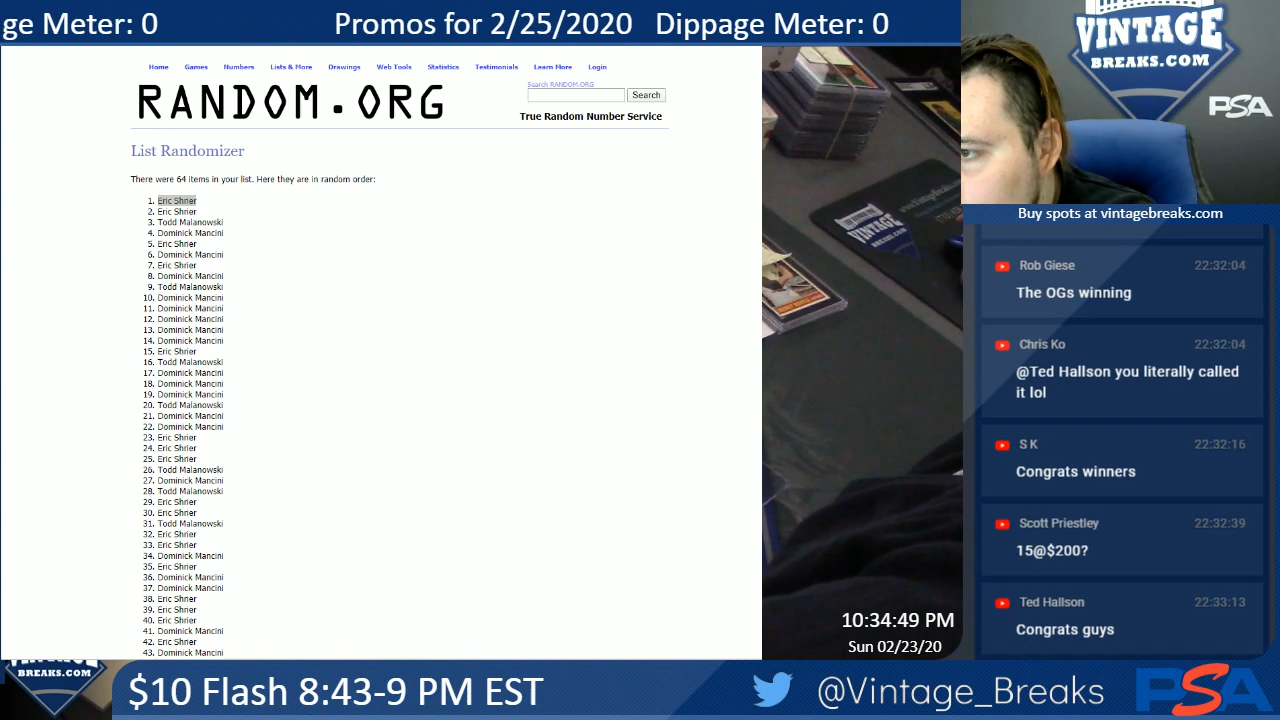 ge Meter: 0 Promos for 2/25/2020 Dippage Meter: 0
Home Games Numbers Lists & More Drawings Web Tools Statistics Testimonials Learn More Login
RANDOM.ORG
Search RANDOM.ORG
Search
True Random Number Service
List Randomizer
There were 64 items in your list. Here they are in random order:
1. Eric Shrier
2. Eric Shrier
3. Todd Malanowski
4. Dominick Mancini
5. Eric Shrier
6. Dominick Mancini
7. Eric Shrier
8. Dominick Mancini
9. Todd Malanowski
10. Dominick Mancini
11. Dominick Mancini
12. Dominick Mancini
13. Dominick Mancini
14. Dominick Mancini
15. Eric Shrier
16. Todd Malanowski
17. Dominick Mancini
18. Dominick Mancini
19. Dominick Mancini
20. Todd Malanowski
21. Dominick Mancini
22. Dominick Mancini
23. Eric Shrier
24. Eric Shrier
25. Eric Shrier
26. Todd Malanowski
27. Dominick Mancini
28. Todd Malanowski
29. Eric Shrier
30. Eric Shrier
31. Todd Malanowski
32. Eric Shrier
33. Eric Shrier
34. Dominick Mancini
35. Eric Shrier
36. Dominick Mancini
37. Dominick Mancini
38. Eric Shrier
39. Eric Shrier
40. Eric Shrier
41. Dominick Mancini
42. Eric Shrier
43. Dominick Mancini
VINTAGE
BREAKS.COM
PSA
Buy spots at vintagebreaks.com
Rob Giese 22:32:04
The OGs winning
Chris Ko 22:32:04
@Ted Hallson you literally called
it lol
S K 22:32:16
Congrats winners
Scott Priestley 22:32:39
15@$200?
Ted Hallson 22:33:13
Congrats guys
VINTAGE
BREAKS.COM
10:34:49 PM
Sun 02/23/20
BREAKS.COM
$10 Flash 8:43-9 PM EST
@Vintage_Breaks
PSA